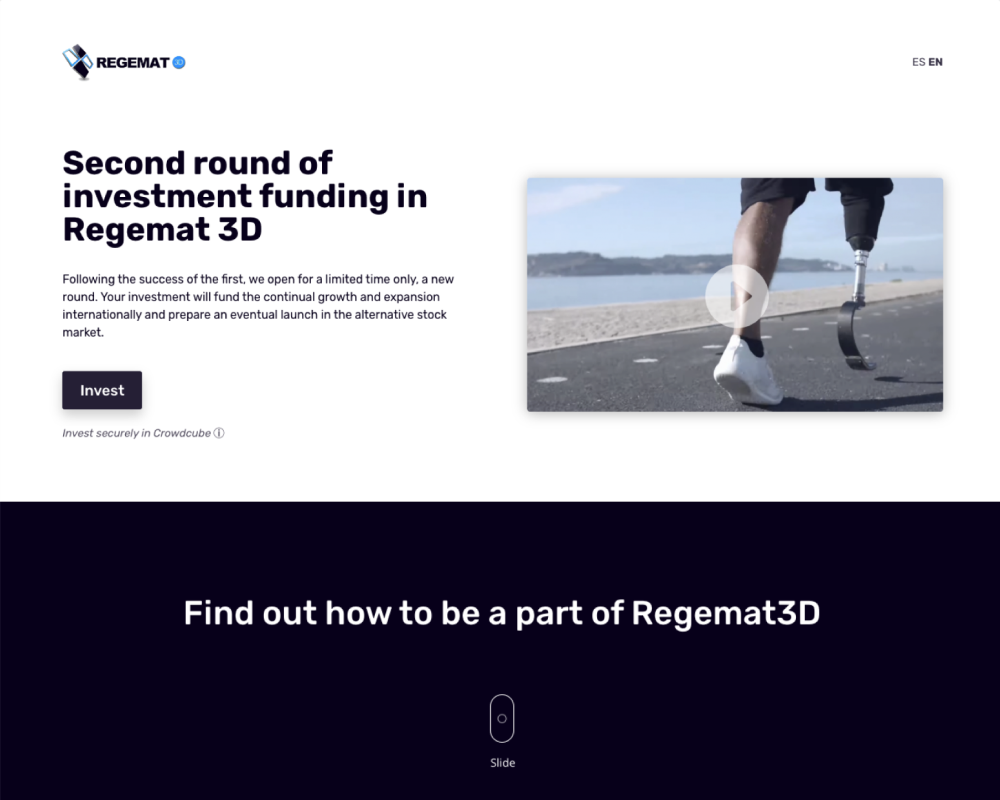 REGEMAT 3D
ES EN
Second round of
investment funding in
Regemat 3D
Following the success of the first, we open for a limited time only, a new
round. Your investment will fund the continual growth and expansion
internationally and prepare an eventual launch in the alternative stock
market.
Invest
Invest securely in Crowdcube ⓘ
Find out how to be a part of Regemat3D
Slide